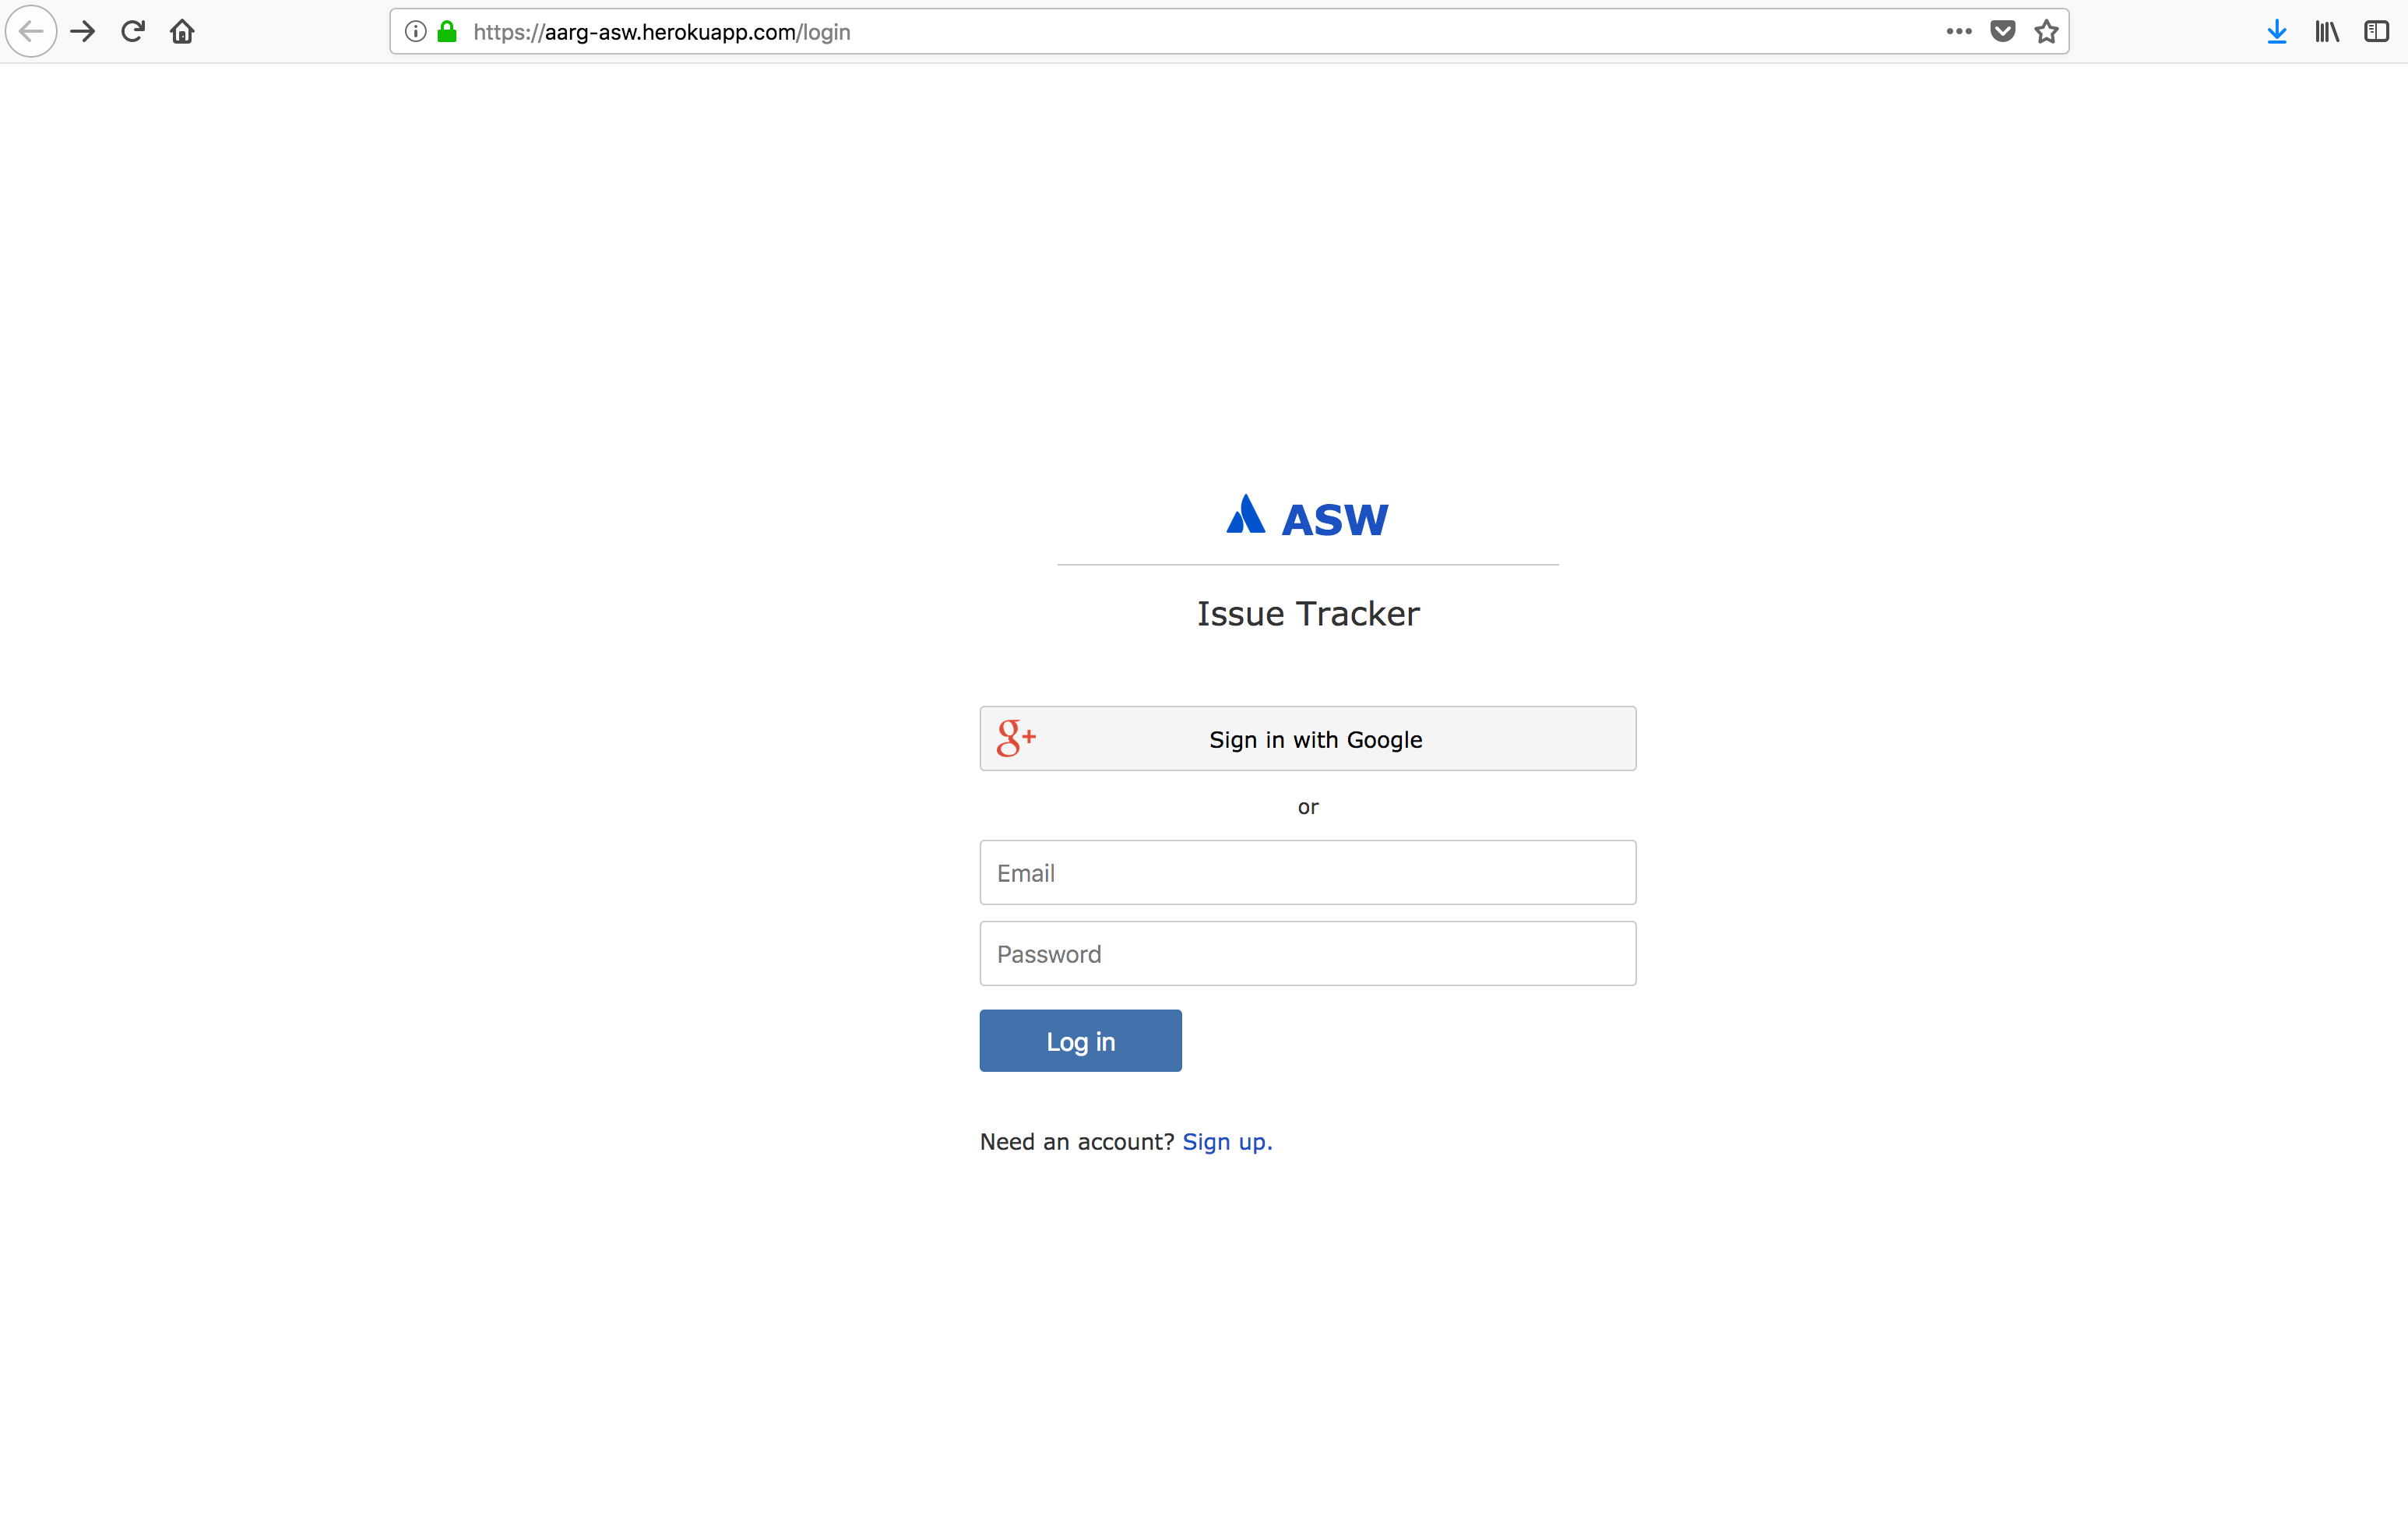 https://aarg-asw.herokuapp.com/login
ASW
Issue Tracker
g+ Sign in with Google
or
Email
Password
Log in
Need an account? Sign up.